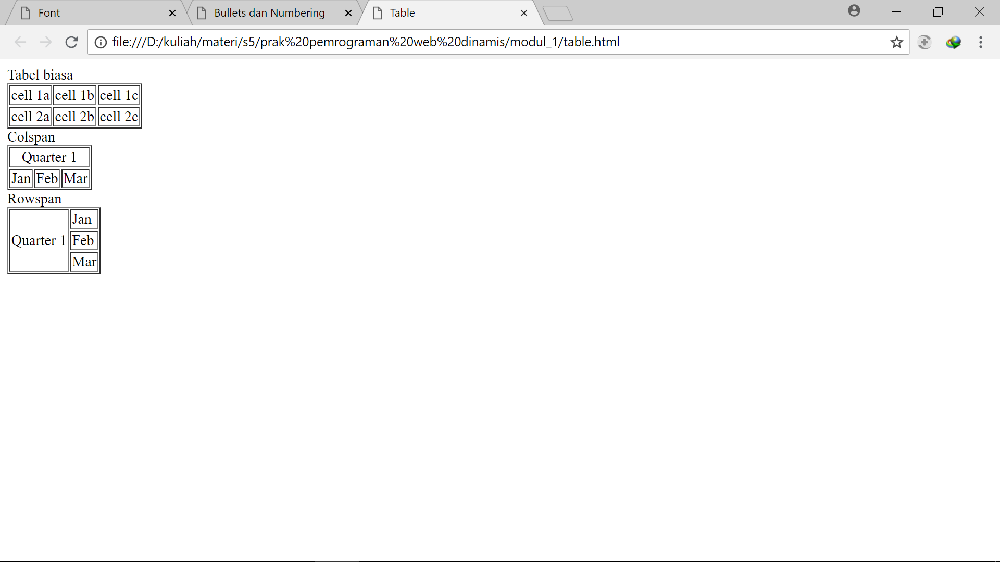 Font
Bullets dan Numbering
Table
file:///D:/kuliah/materi/s5/prak%20pemrograman%20web%20dinamis/modul_1/table.html
Tabel biasa
cell 1a cell 1b cell 1c
cell 2a cell 2b cell 2c
Colspan
Quarter 1
Jan Feb Mar
Rowspan
Quarter 1
Jan
Feb
Mar